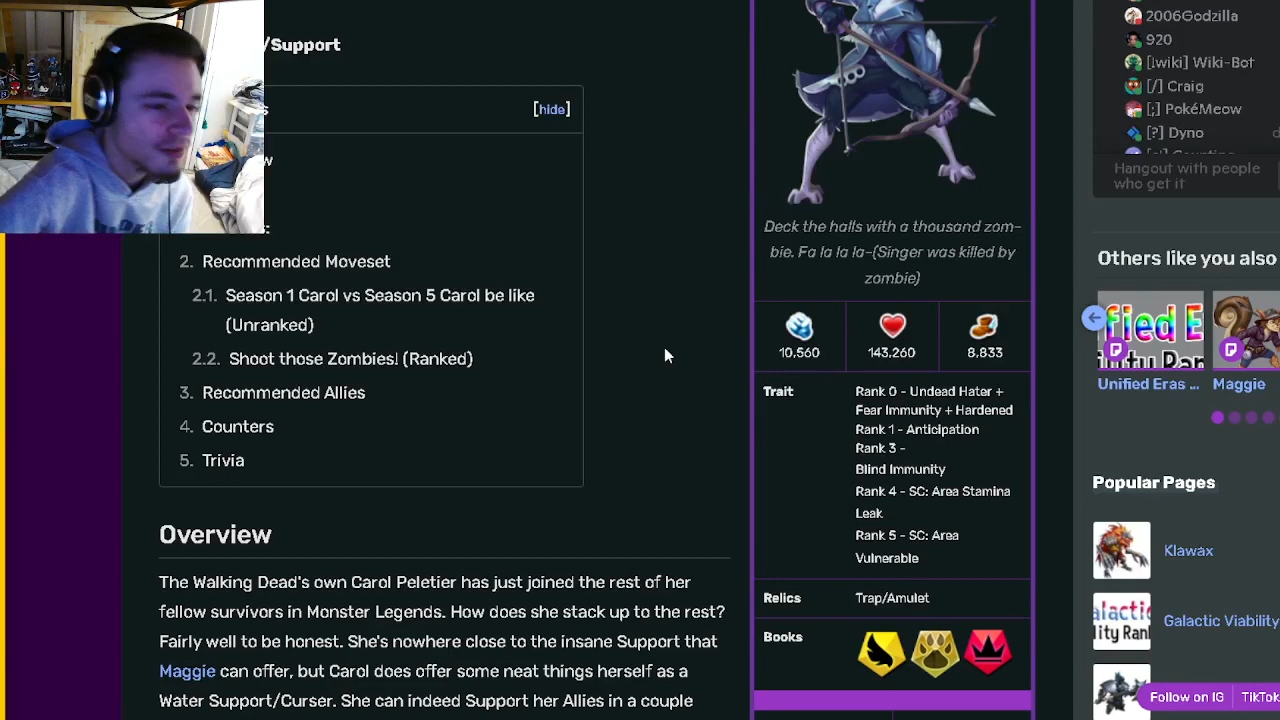 /Support
[hide]
2. Recommended Moveset
2.1. Season 1 Carol vs Season 5 Carol be like
(Unranked)
2.2. Shoot those Zombies! (Ranked)
3. Recommended Allies
4. Counters
5. Trivia
Overview
The Walking Dead's own Carol Peletier has just joined the rest of her
fellow survivors in Monster Legends. How does she stack up to the rest?
Fairly well to be honest. She's nowhere close to the insane Support that
Maggie can offer, but Carol does offer some neat things herself as a
Water Support/Curser. She can indeed Support her Allies in a couple
Deck the halls with a thousand zom-
bie. Fa la la la-(Singer was killed by
zombie)
10,560 143,260 8,833
Trait
Rank 0 - Undead Hater +
Fear Immunity + Hardened
Rank 1 - Anticipation
Rank 3 -
Blind Immunity
Rank 4 - SC: Area Stamina
Leak
Rank 5 - SC: Area
Vulnerable
Relics Trap/Amulet
Books
2006Godzilla
920
[.wiki] Wiki-Bot
[/] Craig
[;] PokéMeow
[?] Dyno
Hangout with people
who get it
Others like you also
fied E
ility Ran
Unified Eras ... Maggie
Popular Pages
Klawax
alactic
lity Rank
Galactic Viability
Follow on IG TikTok